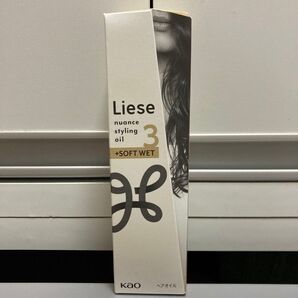 Liese
nuance
styling
oil
3
+SOFT WET
Kao
ヘアオイル